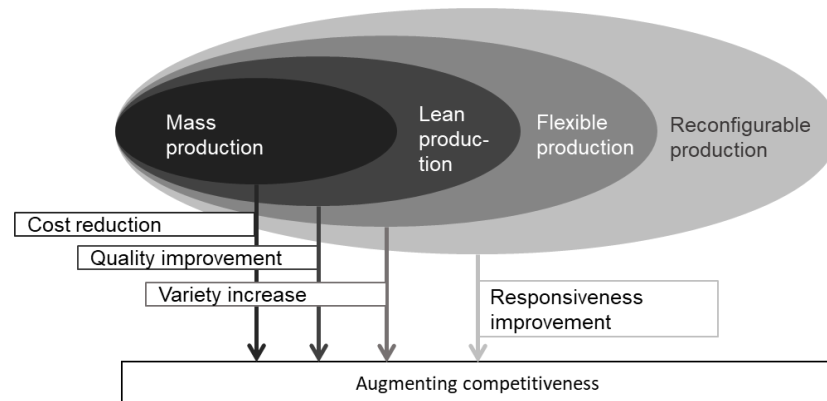 Mass
production
Lean
produc-
tion
Flexible
production
Reconfigurable
production
Cost reduction
Quality improvement
Variety increase
Responsiveness
improvement
Augmenting competitiveness